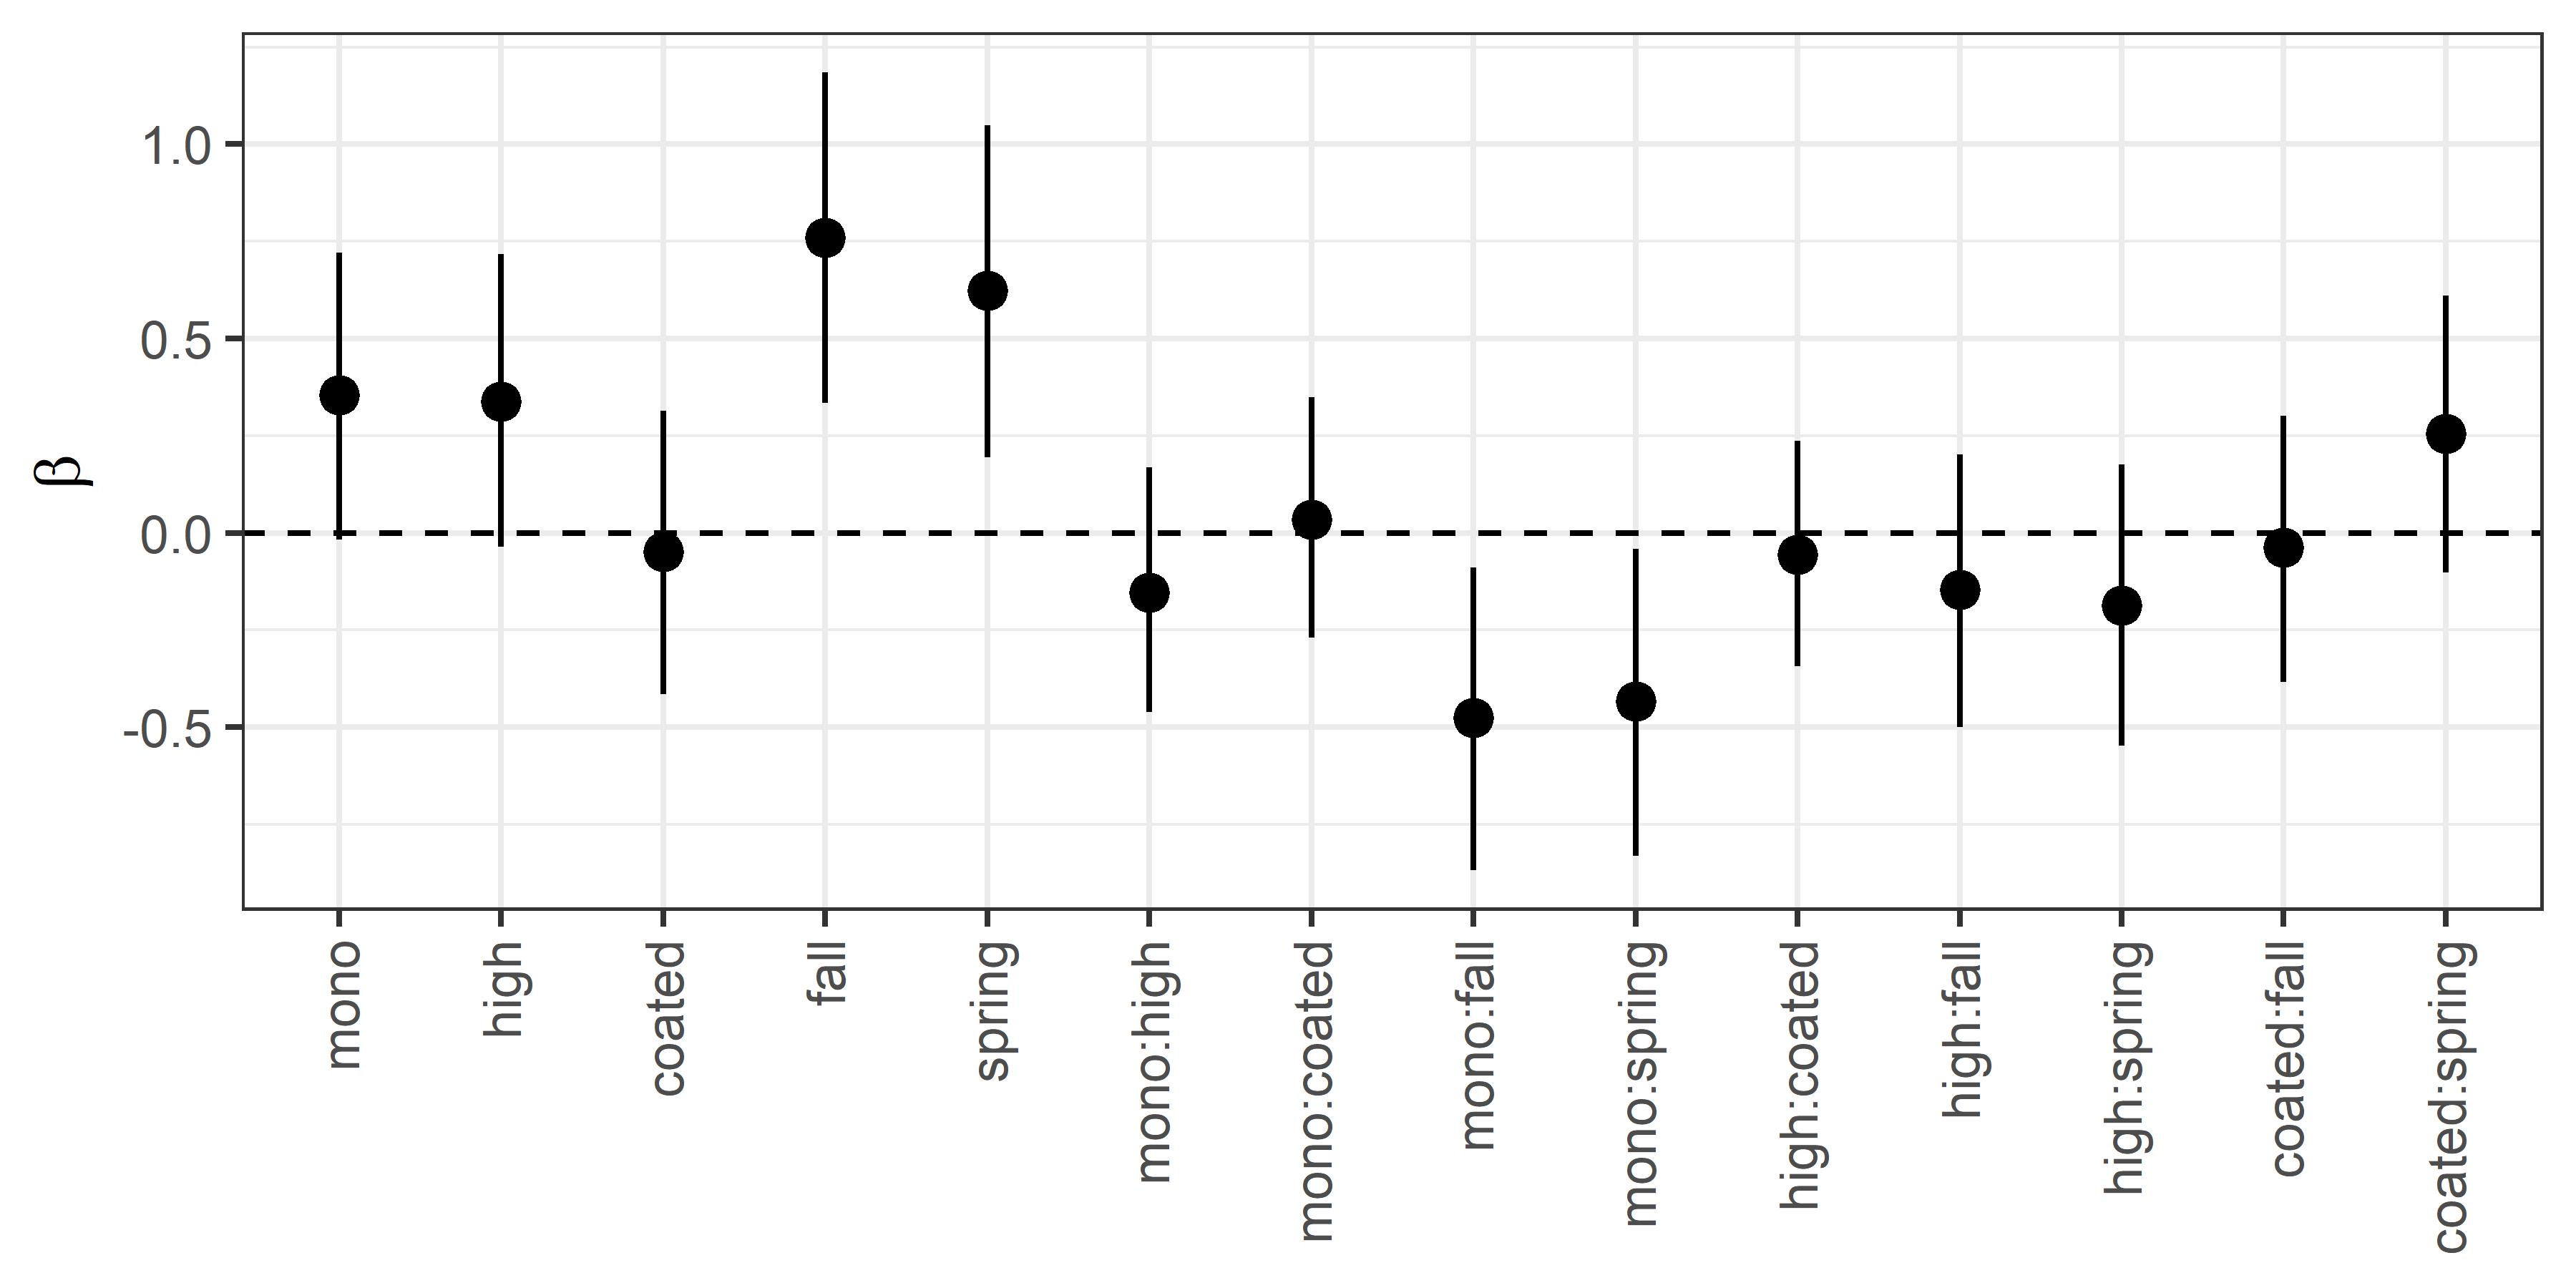 β
1.0
0.5
0.0
-0.5
mono
high
coated
fall
spring
mono:high
mono:coated
mono:fall
mono:spring
high:coated
high:fall
high:spring
coated:fall
coated:spring